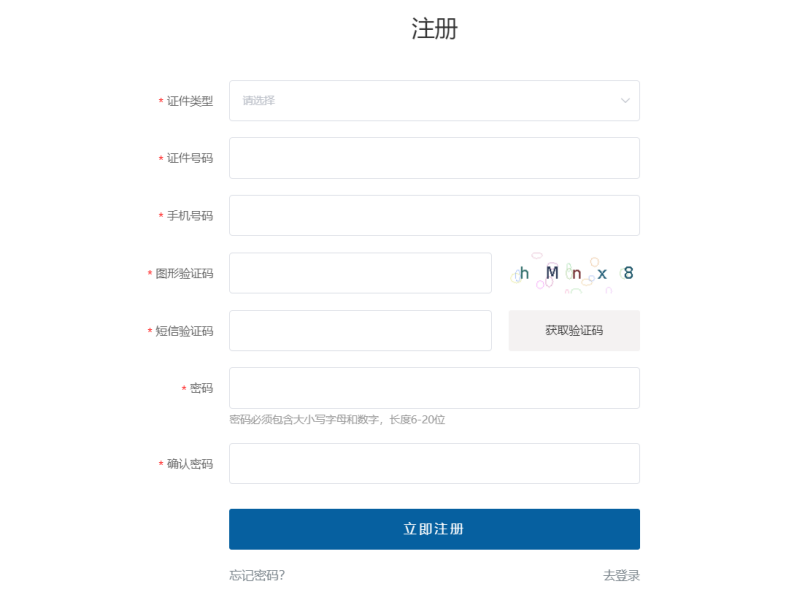 注册
* 证件类型 请选择
* 证件号码
* 手机号码
* 图形验证码 h M n x 8
* 短信验证码 获取验证码
* 密码
密码必须包含大小写字母和数字，长度6-20位
* 确认密码
立即注册
忘记密码? 去登录